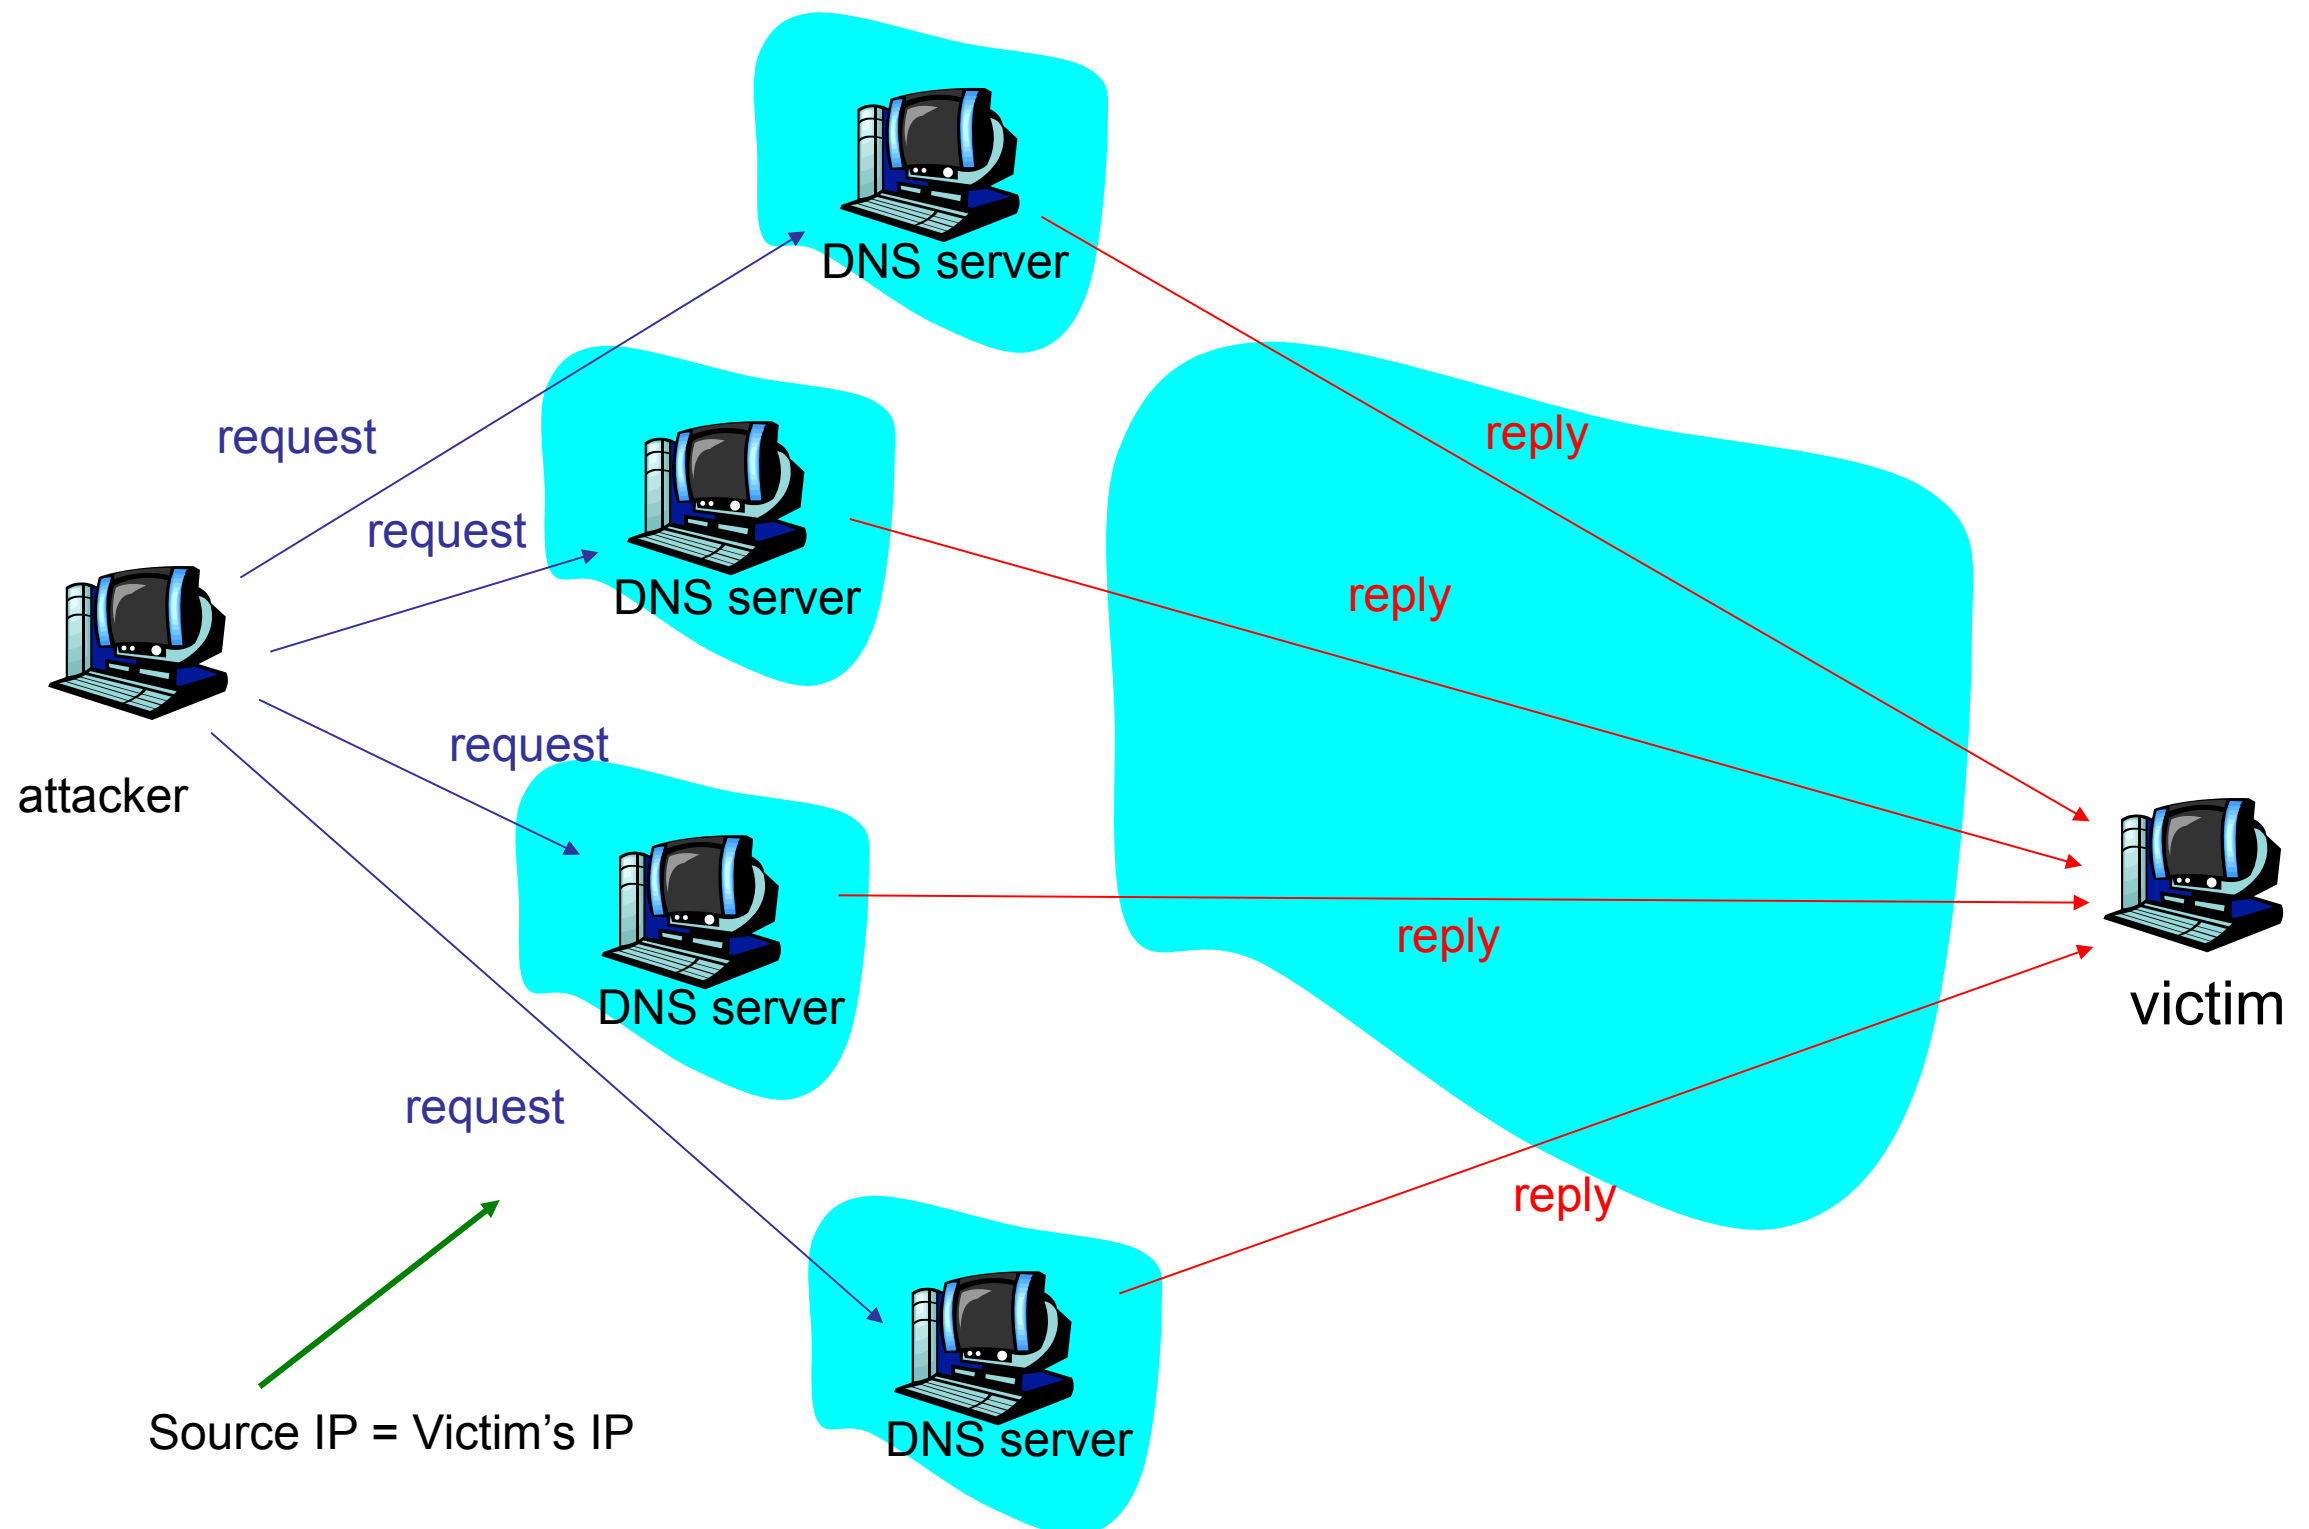 DNS server
request
reply
request
DNS server
reply
request
attacker
reply
DNS server
victim
request
reply
Source IP = Victim’s IP
DNS server